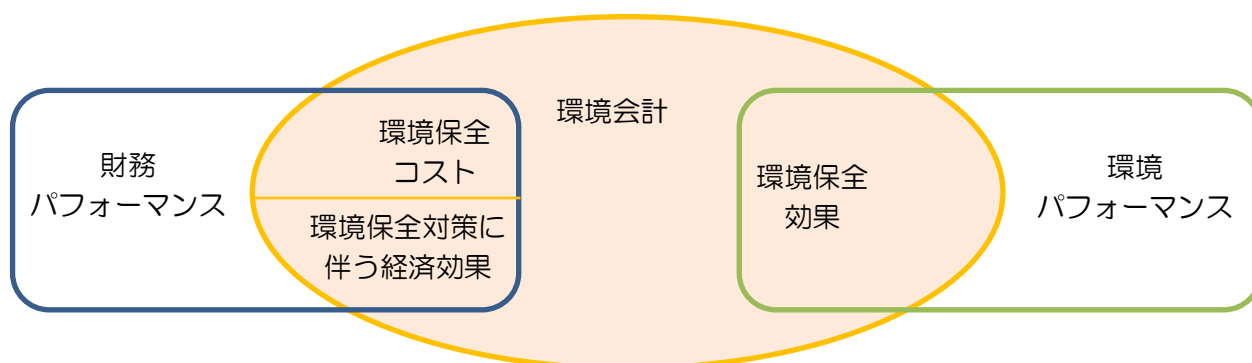 環境会計
財務
パフォーマンス
環境保全
コスト
環境保全対策に
伴う経済効果
環境保全
効果
環境
パフォーマンス